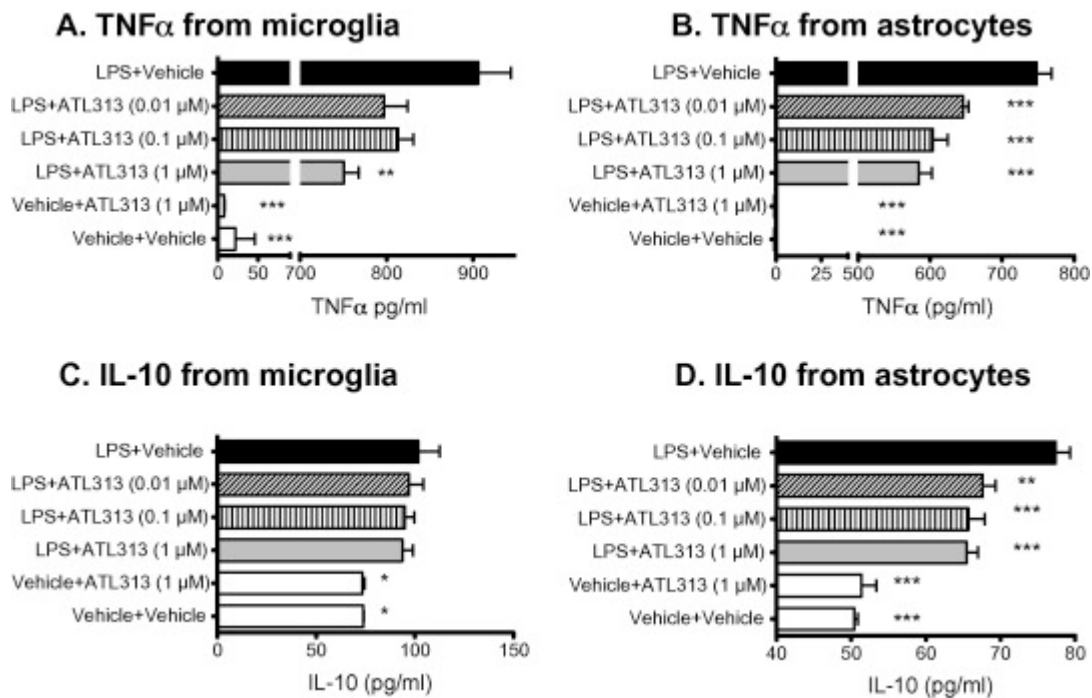 A. TNFα from microglia
LPS+Vehicle
LPS+ATL313 (0.01 µM)
LPS+ATL313 (0.1 µM)
LPS+ATL313 (1 µM)
**
Vehicle+ATL313 (1 µM)
***
Vehicle+Vehicle
***
0 50 700 800 900
TNFα pg/ml
B. TNFα from astrocytes
LPS+Vehicle
LPS+ATL313 (0.01 µM)
***
LPS+ATL313 (0.1 µM)
***
LPS+ATL313 (1 µM)
***
Vehicle+ATL313 (1 µM)
***
Vehicle+Vehicle
***
0 25 500 600 700 800
TNFα (pg/ml)
C. IL-10 from microglia
LPS+Vehicle
LPS+ATL313 (0.01 µM)
LPS+ATL313 (0.1 µM)
LPS+ATL313 (1 µM)
Vehicle+ATL313 (1 µM)
*
Vehicle+Vehicle
*
0 50 100 150
IL-10 (pg/ml)
D. IL-10 from astrocytes
LPS+Vehicle
LPS+ATL313 (0.01 µM)
**
LPS+ATL313 (0.1 µM)
***
LPS+ATL313 (1 µM)
***
Vehicle+ATL313 (1 µM)
***
Vehicle+Vehicle
***
40 50 60 70 80
IL-10 (pg/ml)